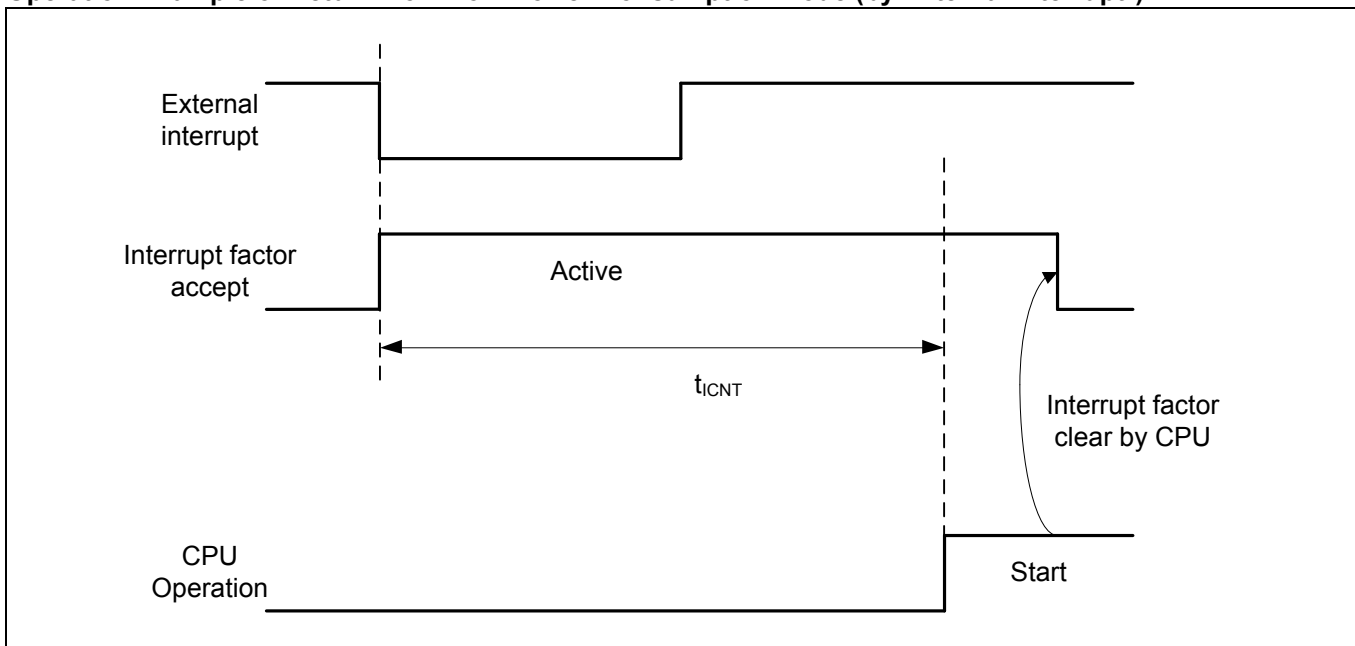 External
interrupt
Interrupt factor
accept
Active
tICNT
Interrupt factor
clear by CPU
CPU
Operation
Start